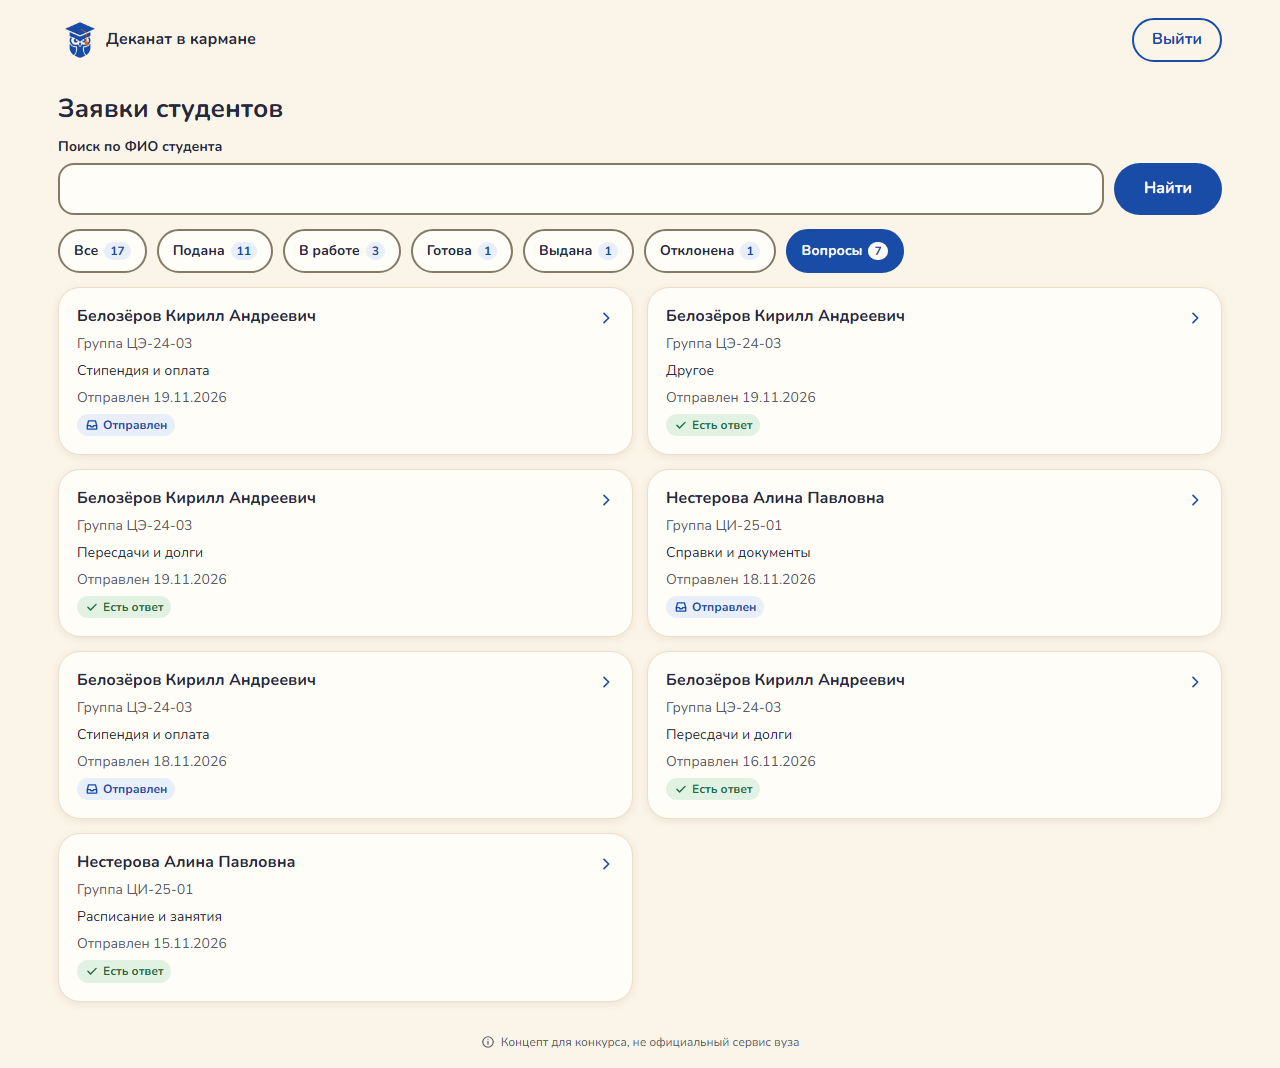 Деканат в кармане
Выйти
Заявки студентов
Поиск по ФИО студента
Найти
Все 17
Подана 11
В работе 3
Готова 1
Выдана 1
Отклонена 1
Вопросы 7
Белозёров Кирилл Андреевич
Группа ЦЭ-24-03
Стипендия и оплата
Отправлен 19.11.2026
Отправлен
Белозёров Кирилл Андреевич
Группа ЦЭ-24-03
Другое
Отправлен 19.11.2026
Есть ответ
Белозёров Кирилл Андреевич
Группа ЦЭ-24-03
Пересдачи и долги
Отправлен 19.11.2026
Есть ответ
Нестерова Алина Павловна
Группа ЦИ-25-01
Справки и документы
Отправлен 18.11.2026
Отправлен
Белозёров Кирилл Андреевич
Группа ЦЭ-24-03
Стипендия и оплата
Отправлен 18.11.2026
Отправлен
Белозёров Кирилл Андреевич
Группа ЦЭ-24-03
Пересдачи и долги
Отправлен 16.11.2026
Есть ответ
Нестерова Алина Павловна
Группа ЦИ-25-01
Расписание и занятия
Отправлен 15.11.2026
Есть ответ
Концепт для конкурса, не официальный сервис вуза